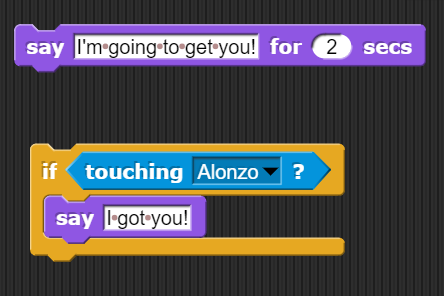 say I'm going to get you! for 2 secs
if touching Alonzo ?
say I got you!